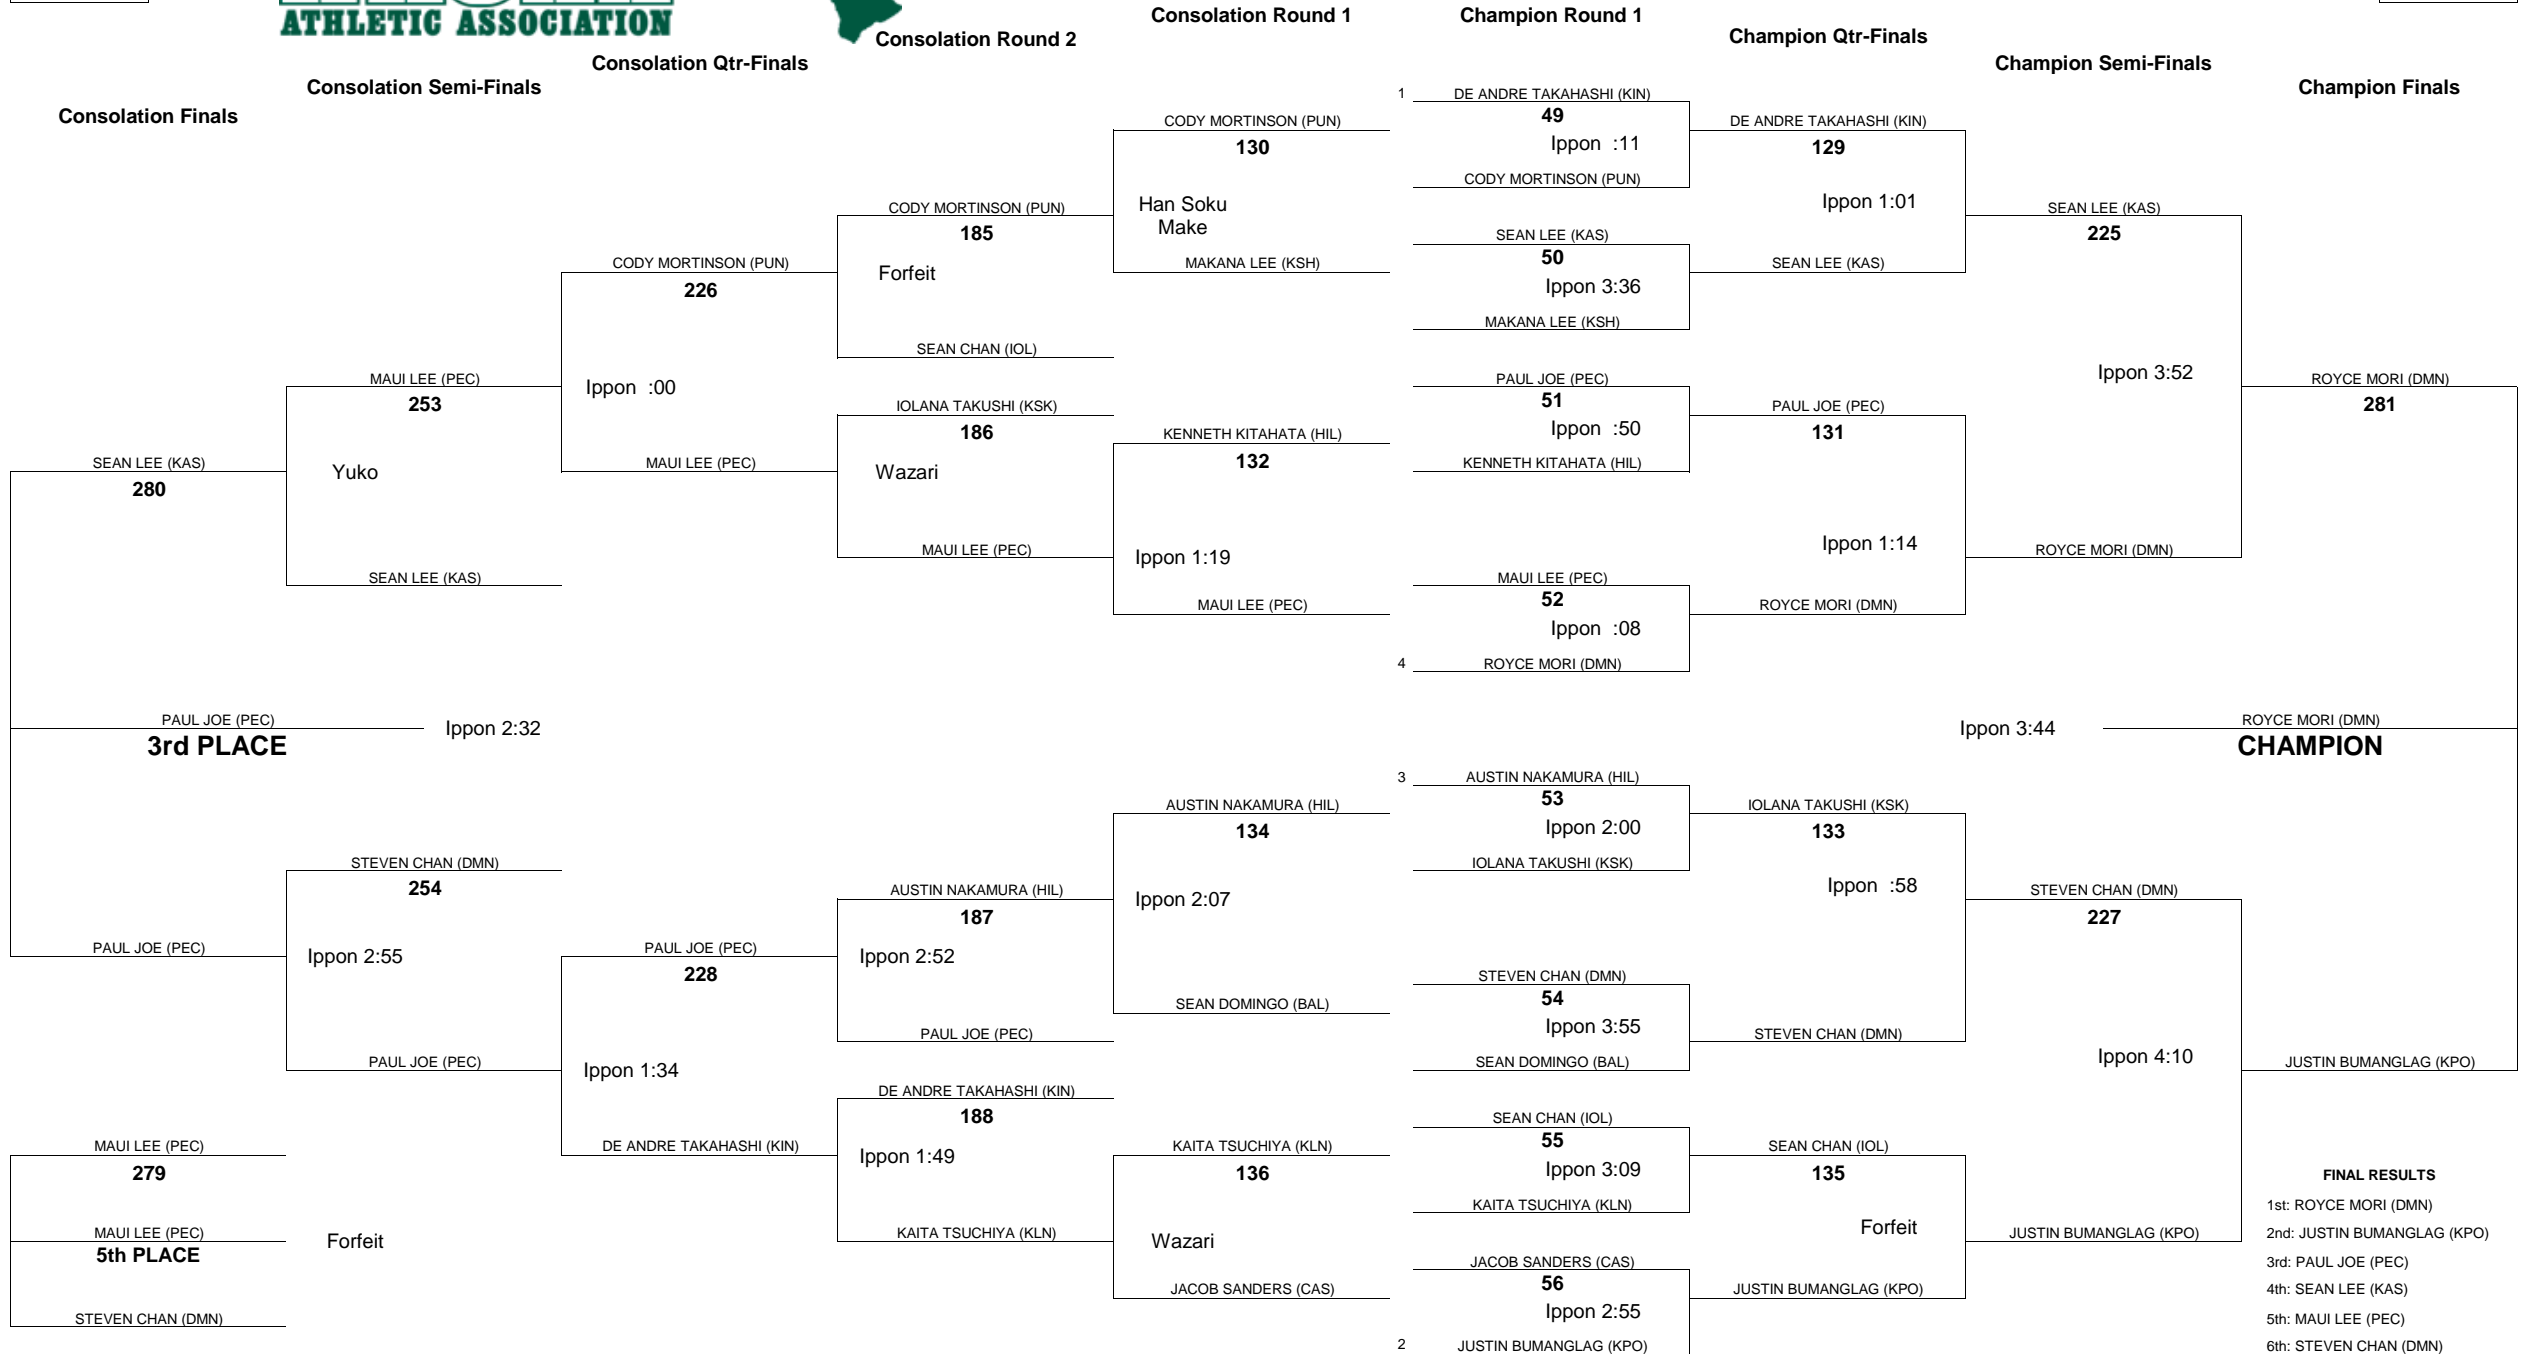 ATHLETIC ASSOCIATION
Consolation Finals
Consolation Semi-Finals
Consolation Qtr-Finals
Consolation Round 2
Consolation Round 1
Champion Round 1
Champion Qtr-Finals
Champion Semi-Finals
Champion Finals
SEAN LEE (KAS)
280
PAUL JOE (PEC)
3rd PLACE
Ippon 2:32
PAUL JOE (PEC)
MAUI LEE (PEC)
279
MAUI LEE (PEC)
5th PLACE
Forfeit
STEVEN CHAN (DMN)
MAUI LEE (PEC)
253
Yuko
SEAN LEE (KAS)
STEVEN CHAN (DMN)
254
Ippon 2:55
PAUL JOE (PEC)
CODY MORTINSON (PUN)
226
Ippon :00
MAUI LEE (PEC)
PAUL JOE (PEC)
228
Ippon 1:34
DE ANDRE TAKAHASHI (KIN)
CODY MORTINSON (PUN)
185
Forfeit
SEAN CHAN (IOL)
IOLANA TAKUSHI (KSK)
186
Wazari
MAUI LEE (PEC)
AUSTIN NAKAMURA (HIL)
187
Ippon 2:52
PAUL JOE (PEC)
DE ANDRE TAKAHASHI (KIN)
188
Ippon 1:49
KAITA TSUCHIYA (KLN)
CODY MORTINSON (PUN)
130
Han Soku
Make
MAKANA LEE (KSH)
KENNETH KITAHATA (HIL)
132
Ippon 1:19
MAUI LEE (PEC)
AUSTIN NAKAMURA (HIL)
134
Ippon 2:07
SEAN DOMINGO (BAL)
KAITA TSUCHIYA (KLN)
136
Wazari
JACOB SANDERS (CAS)
1 DE ANDRE TAKAHASHI (KIN)
49
Ippon :11
CODY MORTINSON (PUN)
SEAN LEE (KAS)
50
Ippon 3:36
MAKANA LEE (KSH)
PAUL JOE (PEC)
51
Ippon :50
KENNETH KITAHATA (HIL)
MAUI LEE (PEC)
52
Ippon :08
4 ROYCE MORI (DMN)
3 AUSTIN NAKAMURA (HIL)
53
Ippon 2:00
IOLANA TAKUSHI (KSK)
STEVEN CHAN (DMN)
54
Ippon 3:55
SEAN DOMINGO (BAL)
SEAN CHAN (IOL)
55
Ippon 3:09
KAITA TSUCHIYA (KLN)
JACOB SANDERS (CAS)
56
Ippon 2:55
2 JUSTIN BUMANGLAG (KPO)
DE ANDRE TAKAHASHI (KIN)
129
Ippon 1:01
SEAN LEE (KAS)
PAUL JOE (PEC)
131
Ippon 1:14
ROYCE MORI (DMN)
IOLANA TAKUSHI (KSK)
133
Ippon :58
STEVEN CHAN (DMN)
SEAN CHAN (IOL)
135
Forfeit
JUSTIN BUMANGLAG (KPO)
SEAN LEE (KAS)
225
Ippon 3:52
ROYCE MORI (DMN)
STEVEN CHAN (DMN)
227
Ippon 4:10
JUSTIN BUMANGLAG (KPO)
ROYCE MORI (DMN)
281
Ippon 3:44
ROYCE MORI (DMN)
CHAMPION
JUSTIN BUMANGLAG (KPO)
FINAL RESULTS
1st: ROYCE MORI (DMN)
2nd: JUSTIN BUMANGLAG (KPO)
3rd: PAUL JOE (PEC)
4th: SEAN LEE (KAS)
5th: MAUI LEE (PEC)
6th: STEVEN CHAN (DMN)